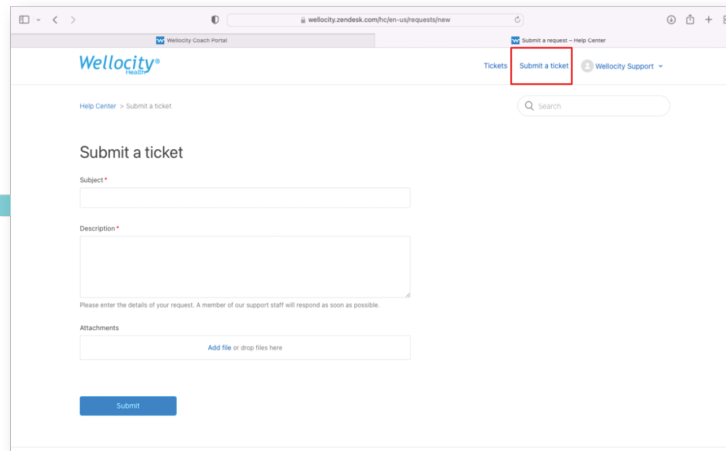 wellocity.zendesk.com/hc/en-us/requests/new
Wellocity Coach Portal
Submit a request – Help Center
Wellocity®
Health
Tickets
Submit a ticket
Wellocity Support
Help Center > Submit a ticket
Search
Submit a ticket
Subject *
Description *
Please enter the details of your request. A member of our support staff will respond as soon as possible.
Attachments
Add file or drop files here
Submit